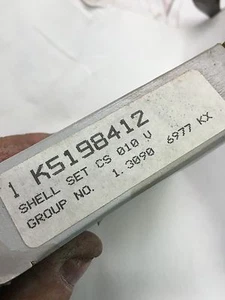 1 K5198412
SHELL SET CS 010 V
GROUP NO. 1.3090 6977 KX